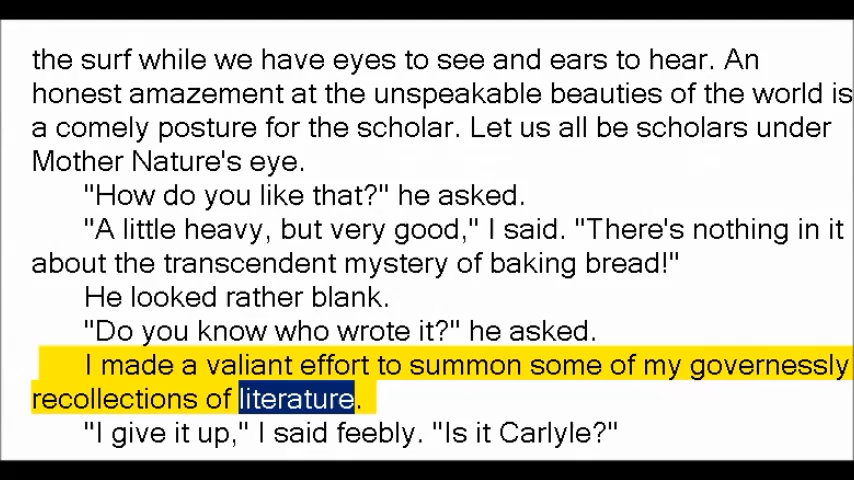 the surf while we have eyes to see and ears to hear. An
honest amazement at the unspeakable beauties of the world is
a comely posture for the scholar. Let us all be scholars under
Mother Nature's eye.
"How do you like that?" he asked.
"A little heavy, but very good," I said. "There's nothing in it
about the transcendent mystery of baking bread!"
He looked rather blank.
"Do you know who wrote it?" he asked.
I made a valiant effort to summon some of my governessly
recollections of literature.
"I give it up," I said feebly. "Is it Carlyle?"